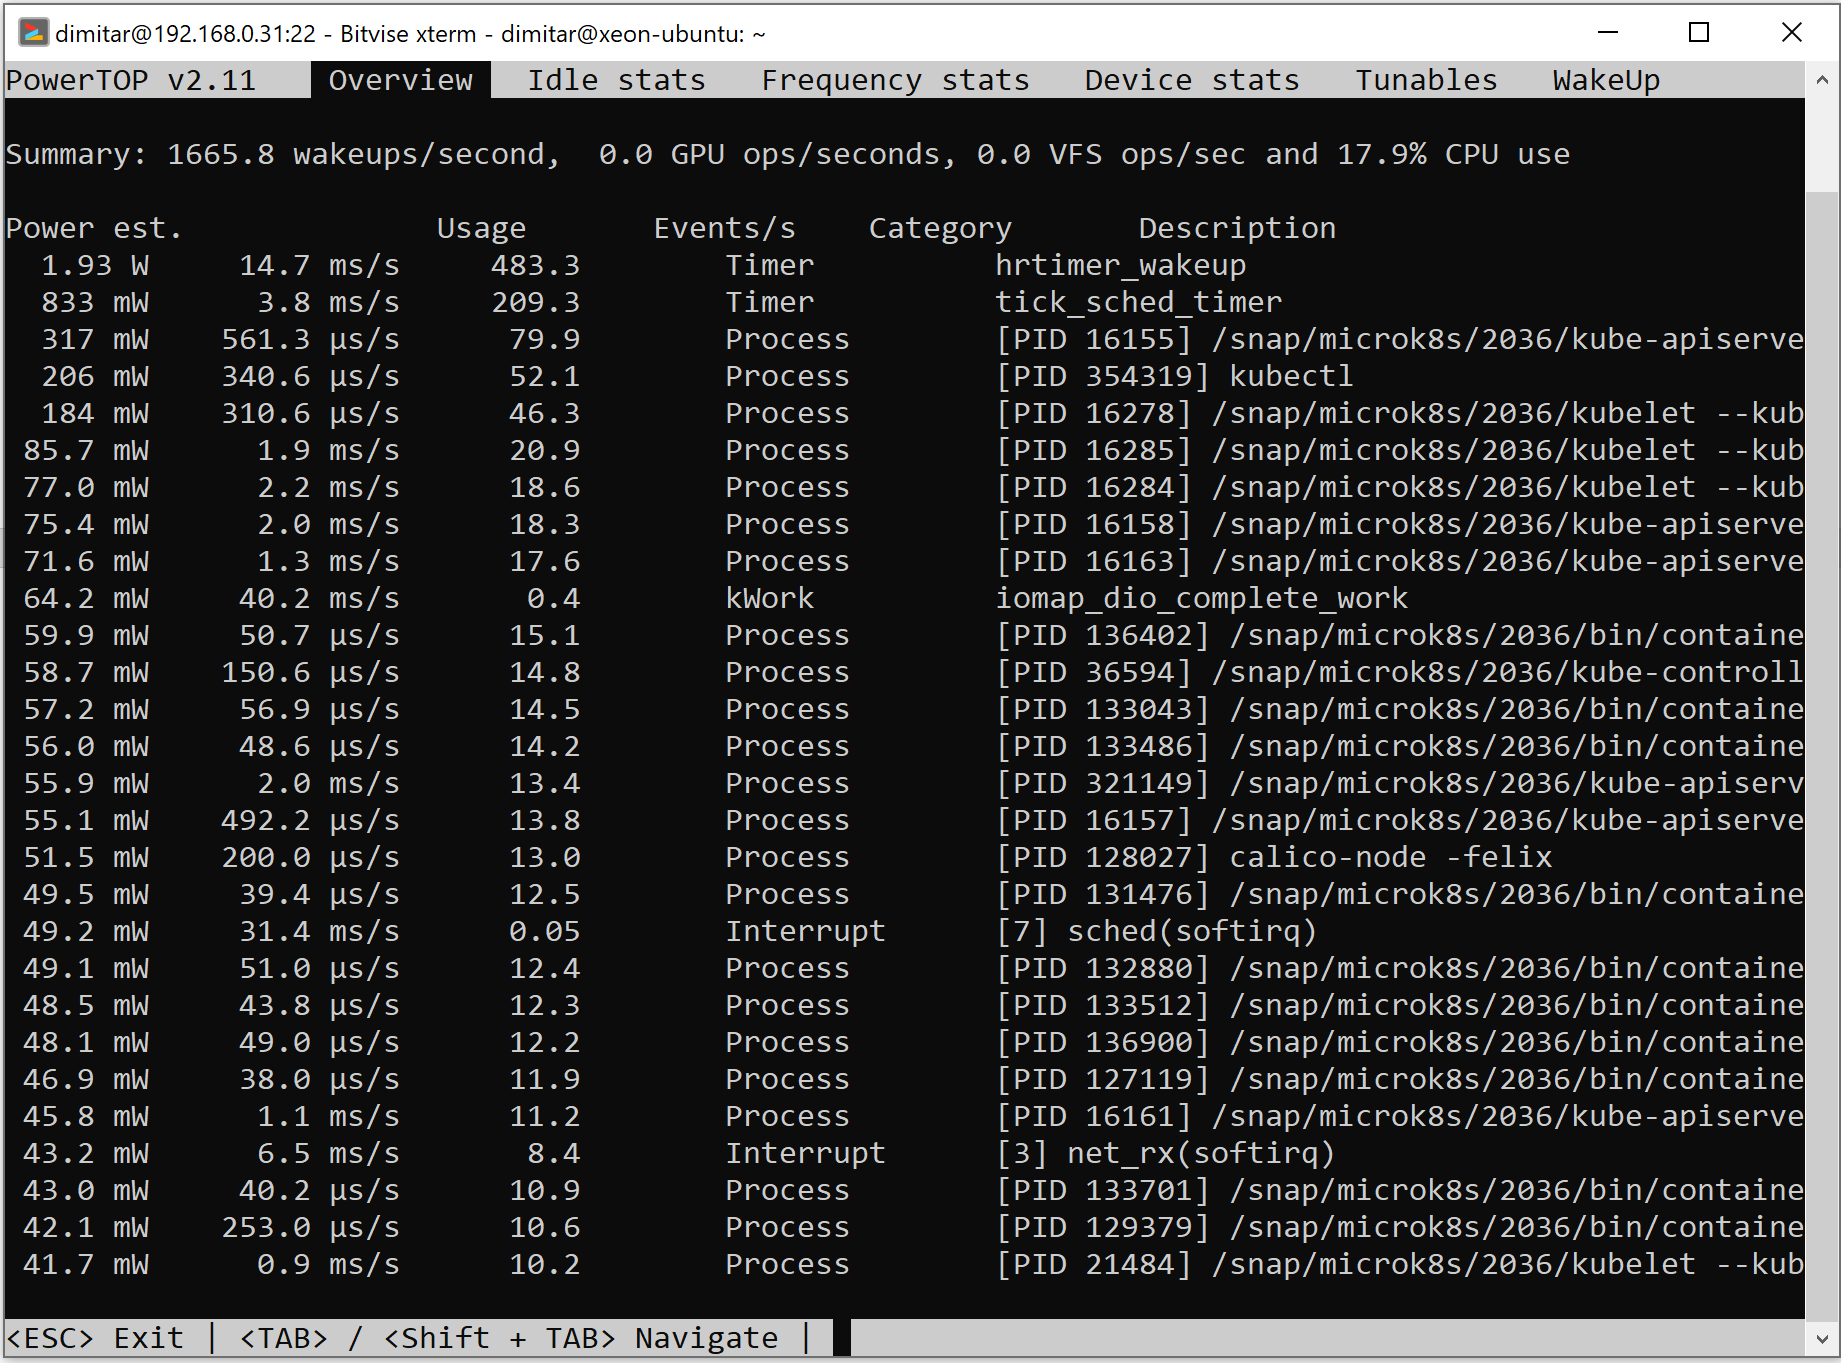 dimitar@192.168.0.31:22 - Bitvise xterm - dimitar@xeon-ubuntu: ~
PowerTOP v2.11 Overview Idle stats Frequency stats Device stats Tunables WakeUp
Summary: 1665.8 wakeups/second, 0.0 GPU ops/seconds, 0.0 VFS ops/sec and 17.9% CPU use
Power est. Usage Events/s Category Description
1.93 W 14.7 ms/s 483.3 Timer hrtimer_wakeup
833 mW 3.8 ms/s 209.3 Timer tick_sched_timer
317 mW 561.3 µs/s 79.9 Process [PID 16155] /snap/microk8s/2036/kube-apiserve
206 mW 340.6 µs/s 52.1 Process [PID 354319] kubectl
184 mW 310.6 µs/s 46.3 Process [PID 16278] /snap/microk8s/2036/kubelet --kub
85.7 mW 1.9 ms/s 20.9 Process [PID 16285] /snap/microk8s/2036/kubelet --kub
77.0 mW 2.2 ms/s 18.6 Process [PID 16284] /snap/microk8s/2036/kubelet --kub
75.4 mW 2.0 ms/s 18.3 Process [PID 16158] /snap/microk8s/2036/kube-apiserve
71.6 mW 1.3 ms/s 17.6 Process [PID 16163] /snap/microk8s/2036/kube-apiserve
64.2 mW 40.2 ms/s 0.4 kWork iomap_dio_complete_work
59.9 mW 50.7 µs/s 15.1 Process [PID 136402] /snap/microk8s/2036/bin/containe
58.7 mW 150.6 µs/s 14.8 Process [PID 36594] /snap/microk8s/2036/kube-controll
57.2 mW 56.9 µs/s 14.5 Process [PID 133043] /snap/microk8s/2036/bin/containe
56.0 mW 48.6 µs/s 14.2 Process [PID 133486] /snap/microk8s/2036/bin/containe
55.9 mW 2.0 ms/s 13.4 Process [PID 321149] /snap/microk8s/2036/kube-apiserv
55.1 mW 492.2 µs/s 13.8 Process [PID 16157] /snap/microk8s/2036/kube-apiserve
51.5 mW 200.0 µs/s 13.0 Process [PID 128027] calico-node -felix
49.5 mW 39.4 µs/s 12.5 Process [PID 131476] /snap/microk8s/2036/bin/containe
49.2 mW 31.4 ms/s 0.05 Interrupt [7] sched(softirq)
49.1 mW 51.0 µs/s 12.4 Process [PID 132880] /snap/microk8s/2036/bin/containe
48.5 mW 43.8 µs/s 12.3 Process [PID 133512] /snap/microk8s/2036/bin/containe
48.1 mW 49.0 µs/s 12.2 Process [PID 136900] /snap/microk8s/2036/bin/containe
46.9 mW 38.0 µs/s 11.9 Process [PID 127119] /snap/microk8s/2036/bin/containe
45.8 mW 1.1 ms/s 11.2 Process [PID 16161] /snap/microk8s/2036/kube-apiserve
43.2 mW 6.5 ms/s 8.4 Interrupt [3] net_rx(softirq)
43.0 mW 40.2 µs/s 10.9 Process [PID 133701] /snap/microk8s/2036/bin/containe
42.1 mW 253.0 µs/s 10.6 Process [PID 129379] /snap/microk8s/2036/bin/containe
41.7 mW 0.9 ms/s 10.2 Process [PID 21484] /snap/microk8s/2036/kubelet --kub
<ESC> Exit | <TAB> / <Shift + TAB> Navigate |